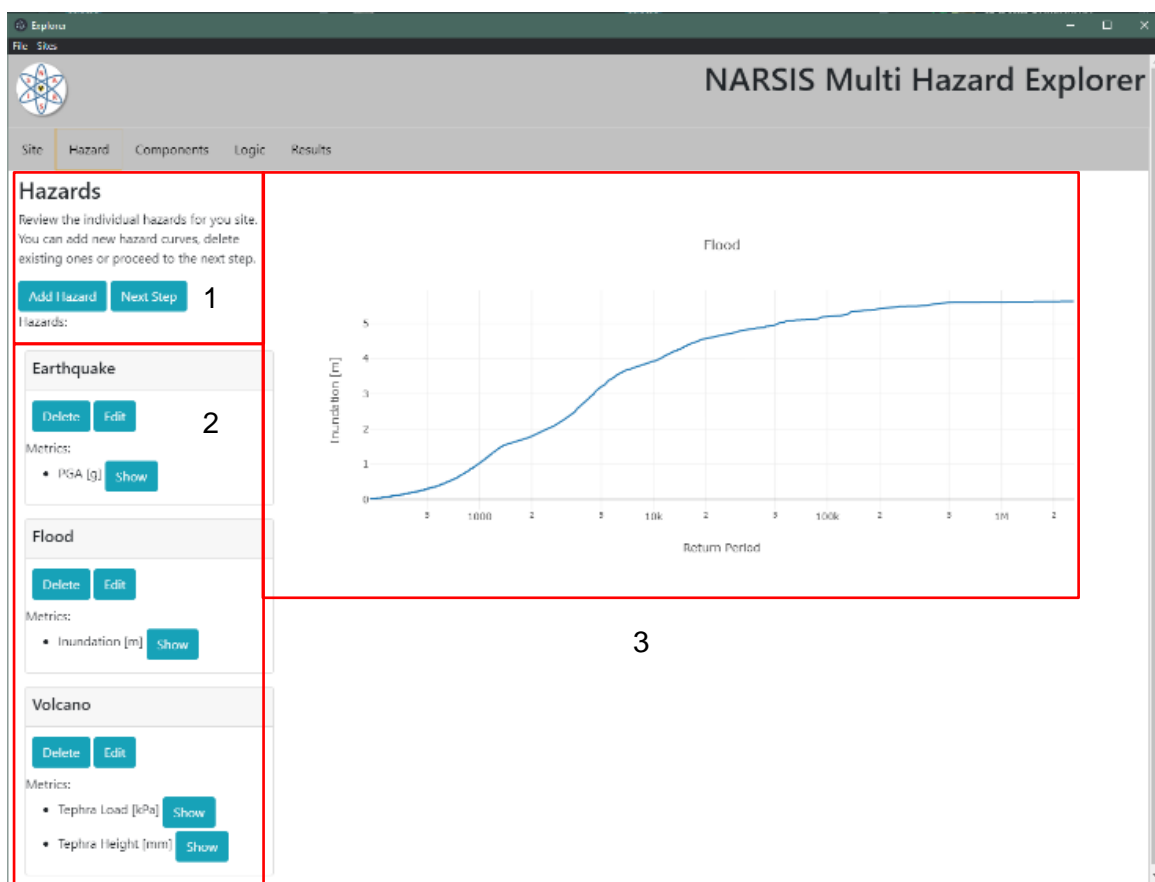 Explorer
File Sites
NARSIS Multi Hazard Explorer
Site Hazard Components Logic Results
Hazards
Review the individual hazards for you site.
You can add new hazard curves, delete
existing ones or proceed to the next step.
Add Hazard Next Step 1
Hazards:
Earthquake
Delete Edit 2
Metrics:
• PGA [g] Show
Flood
Delete Edit
Metrics:
• Inundation [m] Show
Volcano
Delete Edit
Metrics:
• Tephra Load [kPa] Show
• Tephra Height [mm] Show
Flood
5
4
3
2
1
0
Inundation [m]
5 1000 2 5 10k 2 5 100k 2 5 1M 2
Return Period
3